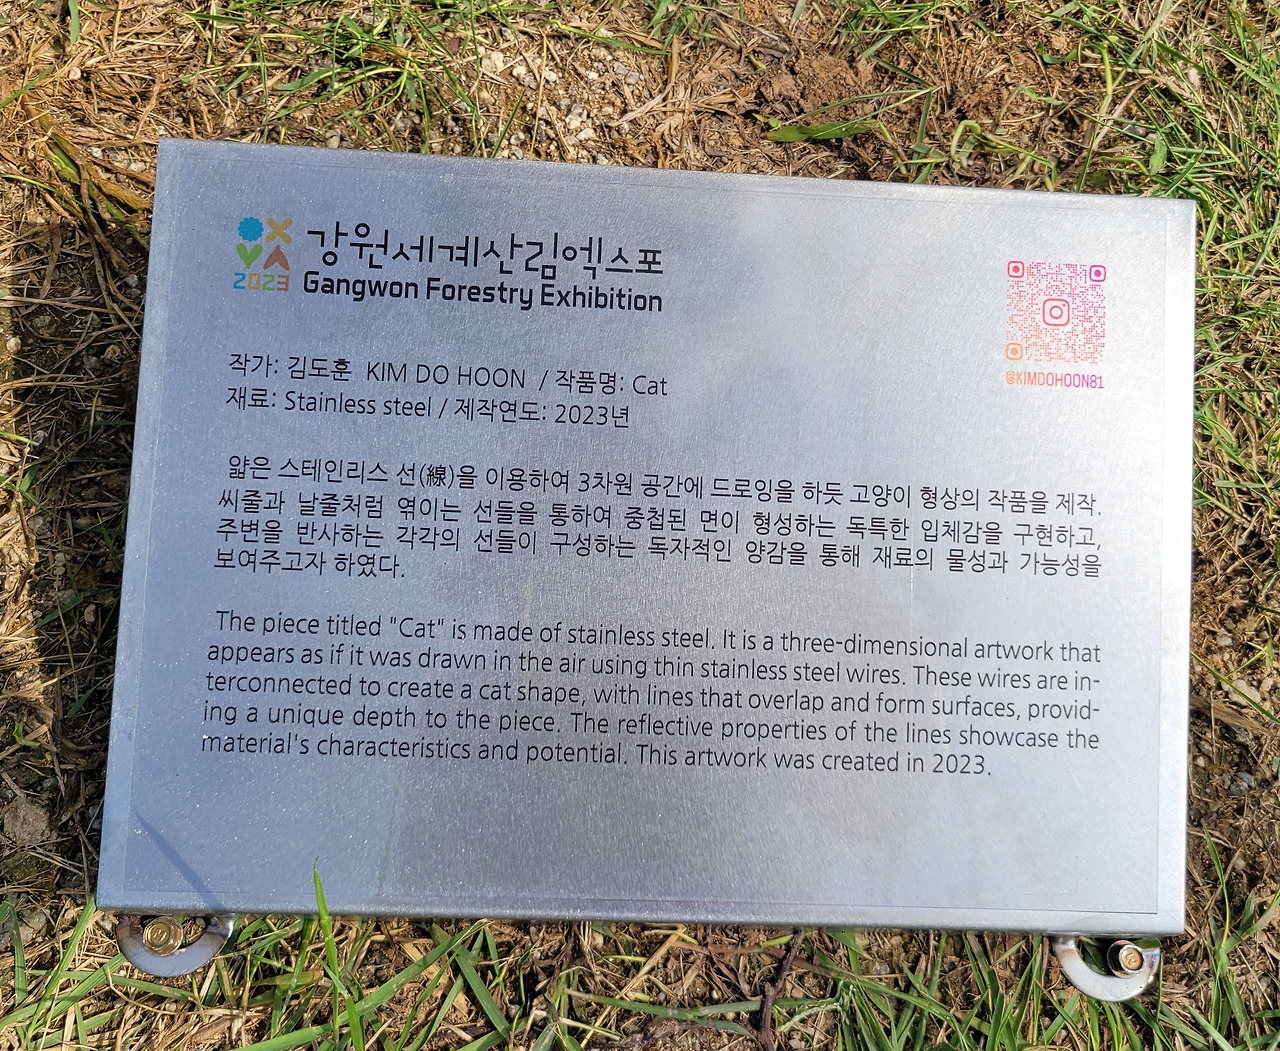 강원세계산림엑스포
2023 Gangwon Forestry Exhibition
@KIMDOHOON81
작가: 김도훈 KIM DO HOON / 작품명: Cat
재료: Stainless steel / 제작연도: 2023년
얇은 스테인리스 선(線)을 이용하여 3차원 공간에 드로잉을 하듯 고양이 형상의 작품을 제작.
씨줄과 날줄처럼 엮이는 선들을 통하여 중첩된 면이 형성하는 독특한 입체감을 구현하고,
주변을 반사하는 각각의 선들이 구성하는 독자적인 양감을 통해 재료의 물성과 가능성을
보여주고자 하였다.
The piece titled "Cat" is made of stainless steel. It is a three-dimensional artwork that
appears as if it was drawn in the air using thin stainless steel wires. These wires are in-
terconnected to create a cat shape, with lines that overlap and form surfaces, provid-
ing a unique depth to the piece. The reflective properties of the lines showcase the
material's characteristics and potential. This artwork was created in 2023.